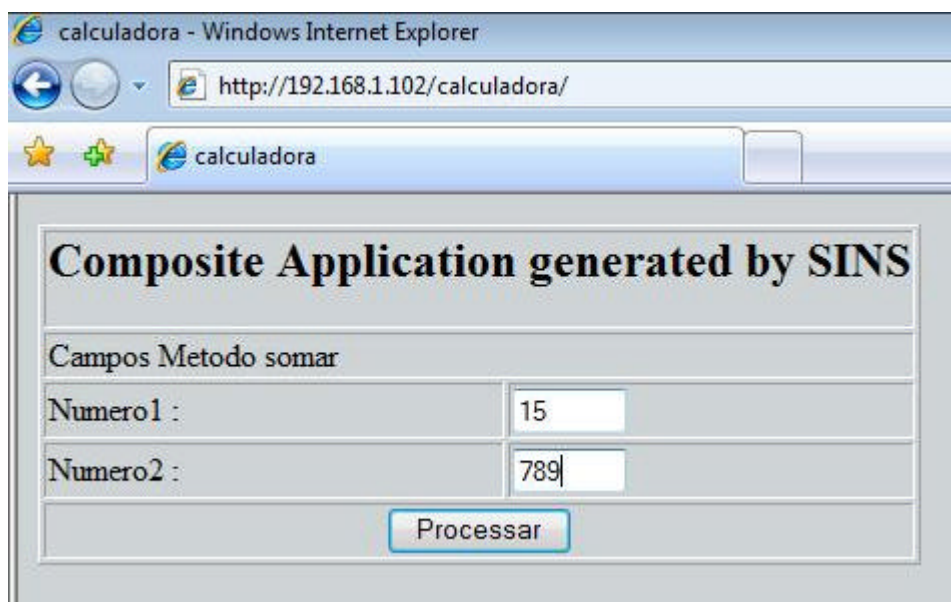 calculadora - Windows Internet Explorer
http://192.168.1.102/calculadora/
calculadora
Composite Application generated by SINS
Campos Metodo somar
Numero1 : 15
Numero2 : 789
Processar